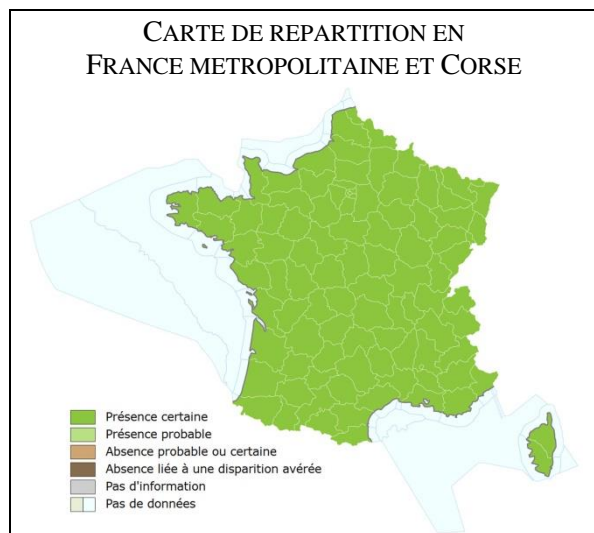 CARTE DE REPARTITION EN
FRANCE METROPOLITAINE ET CORSE
Présence certaine
Présence probable
Absence probable ou certaine
Absence liée à une disparition avérée
Pas d'information
Pas de données